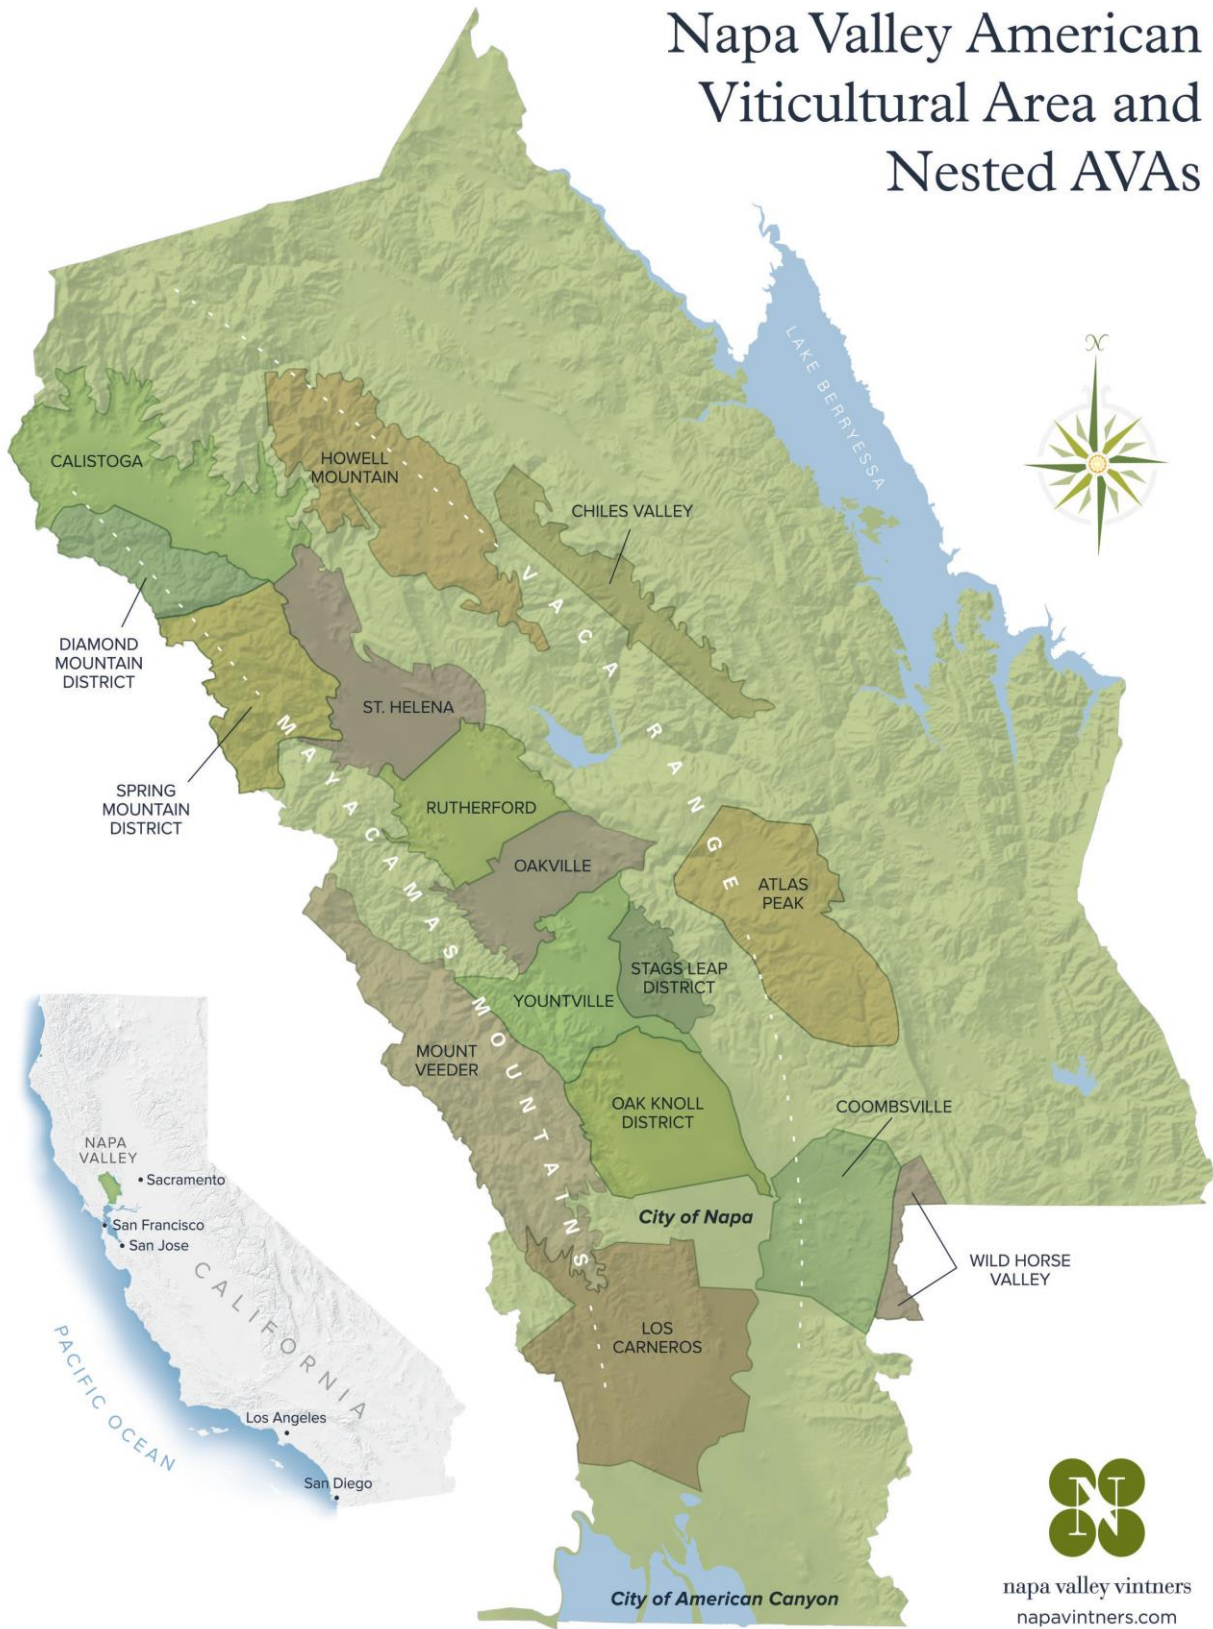 Napa Valley American
Viticultural Area and
Nested AVAs
N
LAKE BERRYESSA
CALISTOGA
HOWELL
MOUNTAIN
CHILES VALLEY
VACA RANGE
DIAMOND
MOUNTAIN
DISTRICT
ST. HELENA
SPRING
MOUNTAIN
DISTRICT
MAYACAMAS MOUNTAINS
RUTHERFORD
OAKVILLE
ATLAS
PEAK
STAGS LEAP
DISTRICT
YOUNTVILLE
MOUNT
VEEDER
OAK KNOLL
DISTRICT
COOMBSVILLE
City of Napa
WILD HORSE
VALLEY
LOS
CARNEROS
City of American Canyon
NAPA
VALLEY
Sacramento
San Francisco
San Jose
CALIFORNIA
PACIFIC OCEAN
Los Angeles
San Diego
N
napa valley vintners
napavintners.com